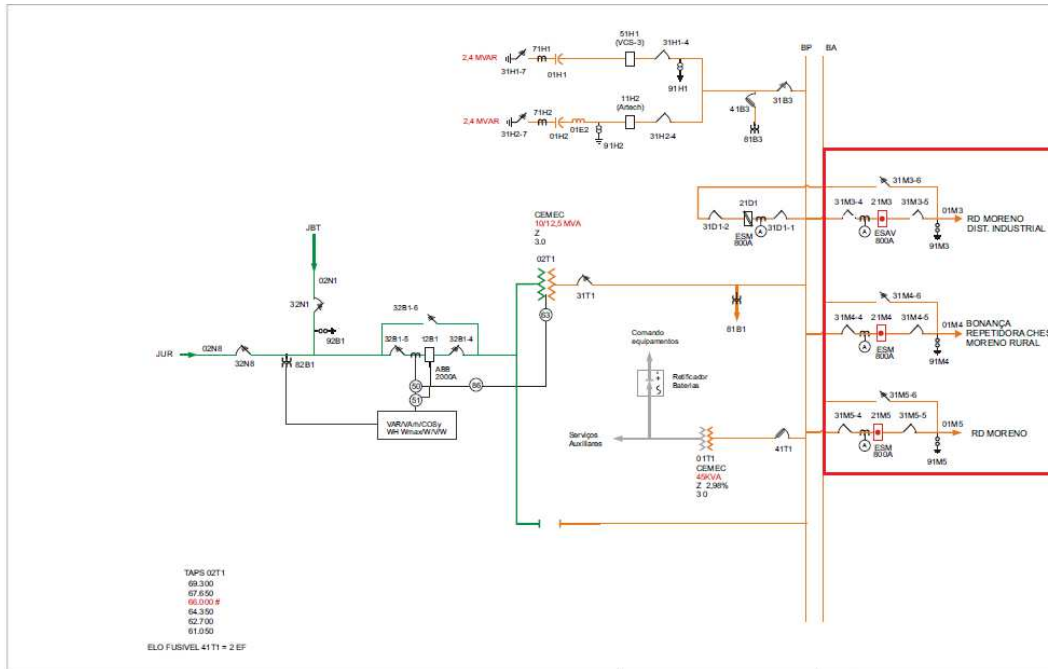 51H1
(VCS-3)
31H1-4
71H1
2,4 MVAR
31H1-7
01H1
91H1
BP
BA
11H2
(Artech)
71H2
2,4 MVAR
01E2
31H2-7
01H2
91H2
31H2-4
31B3
41B3
81B3
31M3-6
31M3-4
21M3
31M3-5
01M3
RD MORENO
DIST. INDUSTRIAL
A
ESAV
800A
91M3
21D1
31D1-2
ESM
800A
A
31D1-1
CEMEC
10/12,5 MVA
Z
3.0
02T1
31T1
63
81B1
JBT
02N1
32N1
92B1
JUR
02N8
32N8
82B1
32B1-6
32B1-5
12B1
32B1-4
ABB
2000A
50
51
86
VAR/VArh/COSy
WH Wmax/W/V/W
31M4-6
31M4-4
21M4
31M4-5
01M4
BONANÇA
REPETIDORA CHES
MORENO RURAL
A
ESM
800A
91M4
Comando
equipamentos
Retificador
Baterias
Serviços
Auxiliares
01T1
CEMEC
45KVA
Z 2,98%
3 0
41T1
31M5-6
31M5-4
21M5
31M5-5
01M5
RD MORENO
A
ESM
800A
91M5
TAPS 02T1
69.300
67.650
66.000 #
64.350
62.700
61.050
ELO FUSIVEL 41T1 = 2 EF